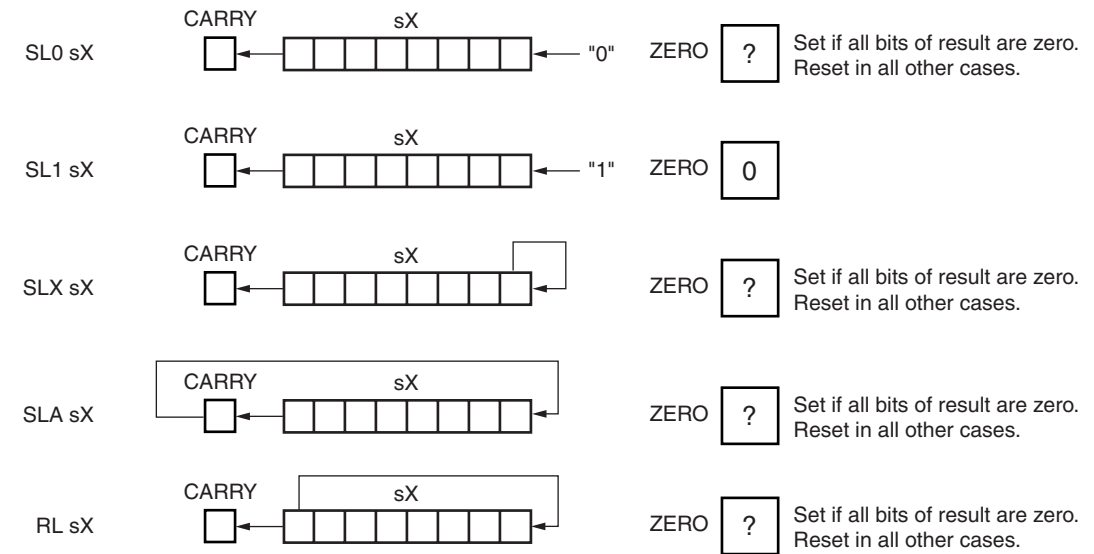 CARRY sX
SL0 sX "0" ZERO ? Set if all bits of result are zero.
Reset in all other cases.
CARRY sX
SL1 sX "1" ZERO 0
CARRY sX
SLX sX ZERO ? Set if all bits of result are zero.
Reset in all other cases.
CARRY sX
SLA sX ZERO ? Set if all bits of result are zero.
Reset in all other cases.
CARRY sX
RL sX ZERO ? Set if all bits of result are zero.
Reset in all other cases.